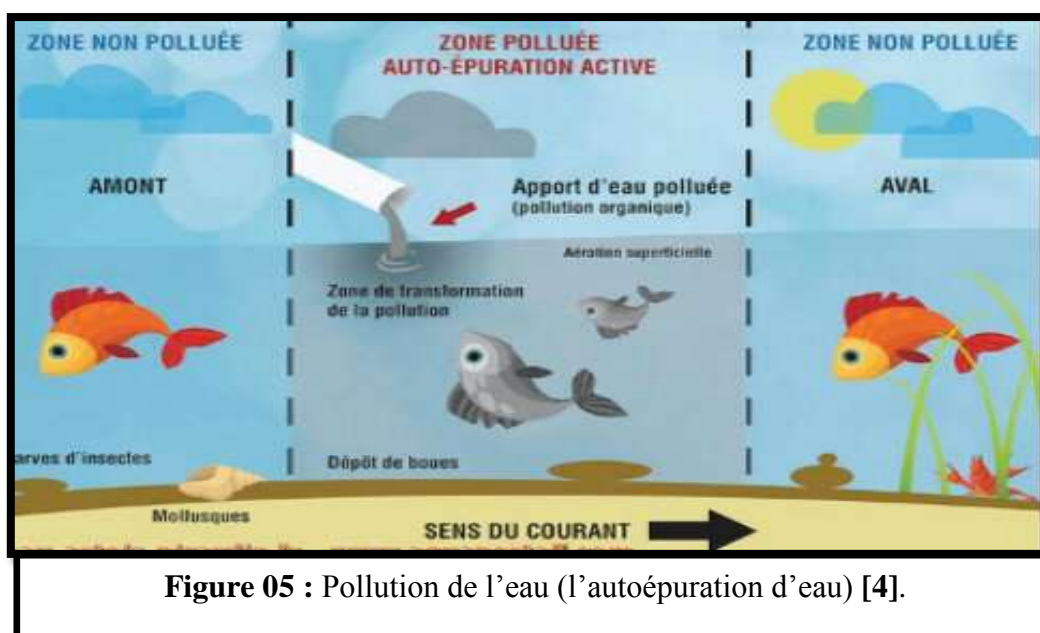 ZONE NON POLLUÉE
ZONE POLLUÉE
AUTO-ÉPURATION ACTIVE
ZONE NON POLLUÉE
AMONT
Apport d'eau polluée
(pollution organique)
AVAL
Aération superficielle
Zone de transformation
de la pollution
arves d'insectes
Dépôt de boues
Mollusques
SENS DU COURANT
Figure 05 : Pollution de l'eau (l'autoépuration d'eau) [4].